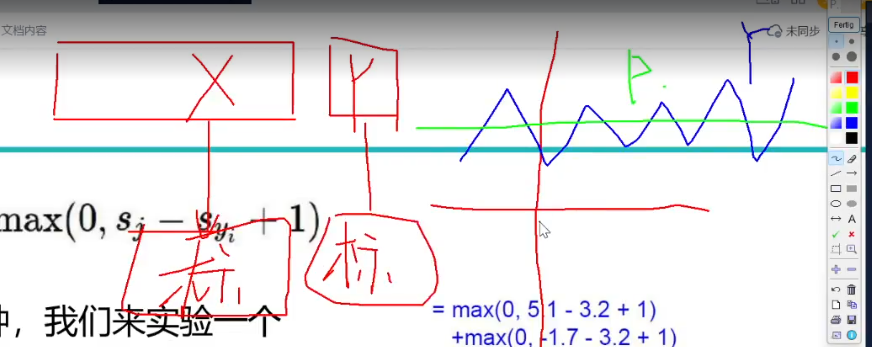 文档内容
未同步
P
Fertig
X
Y
P.
Y
max(0, s_j − s_{y_i} + 1)
标
标
，我们来实验一个
= max(0, 5.1 - 3.2 + 1)
+max(0, -1.7 - 3.2 + 1)
A